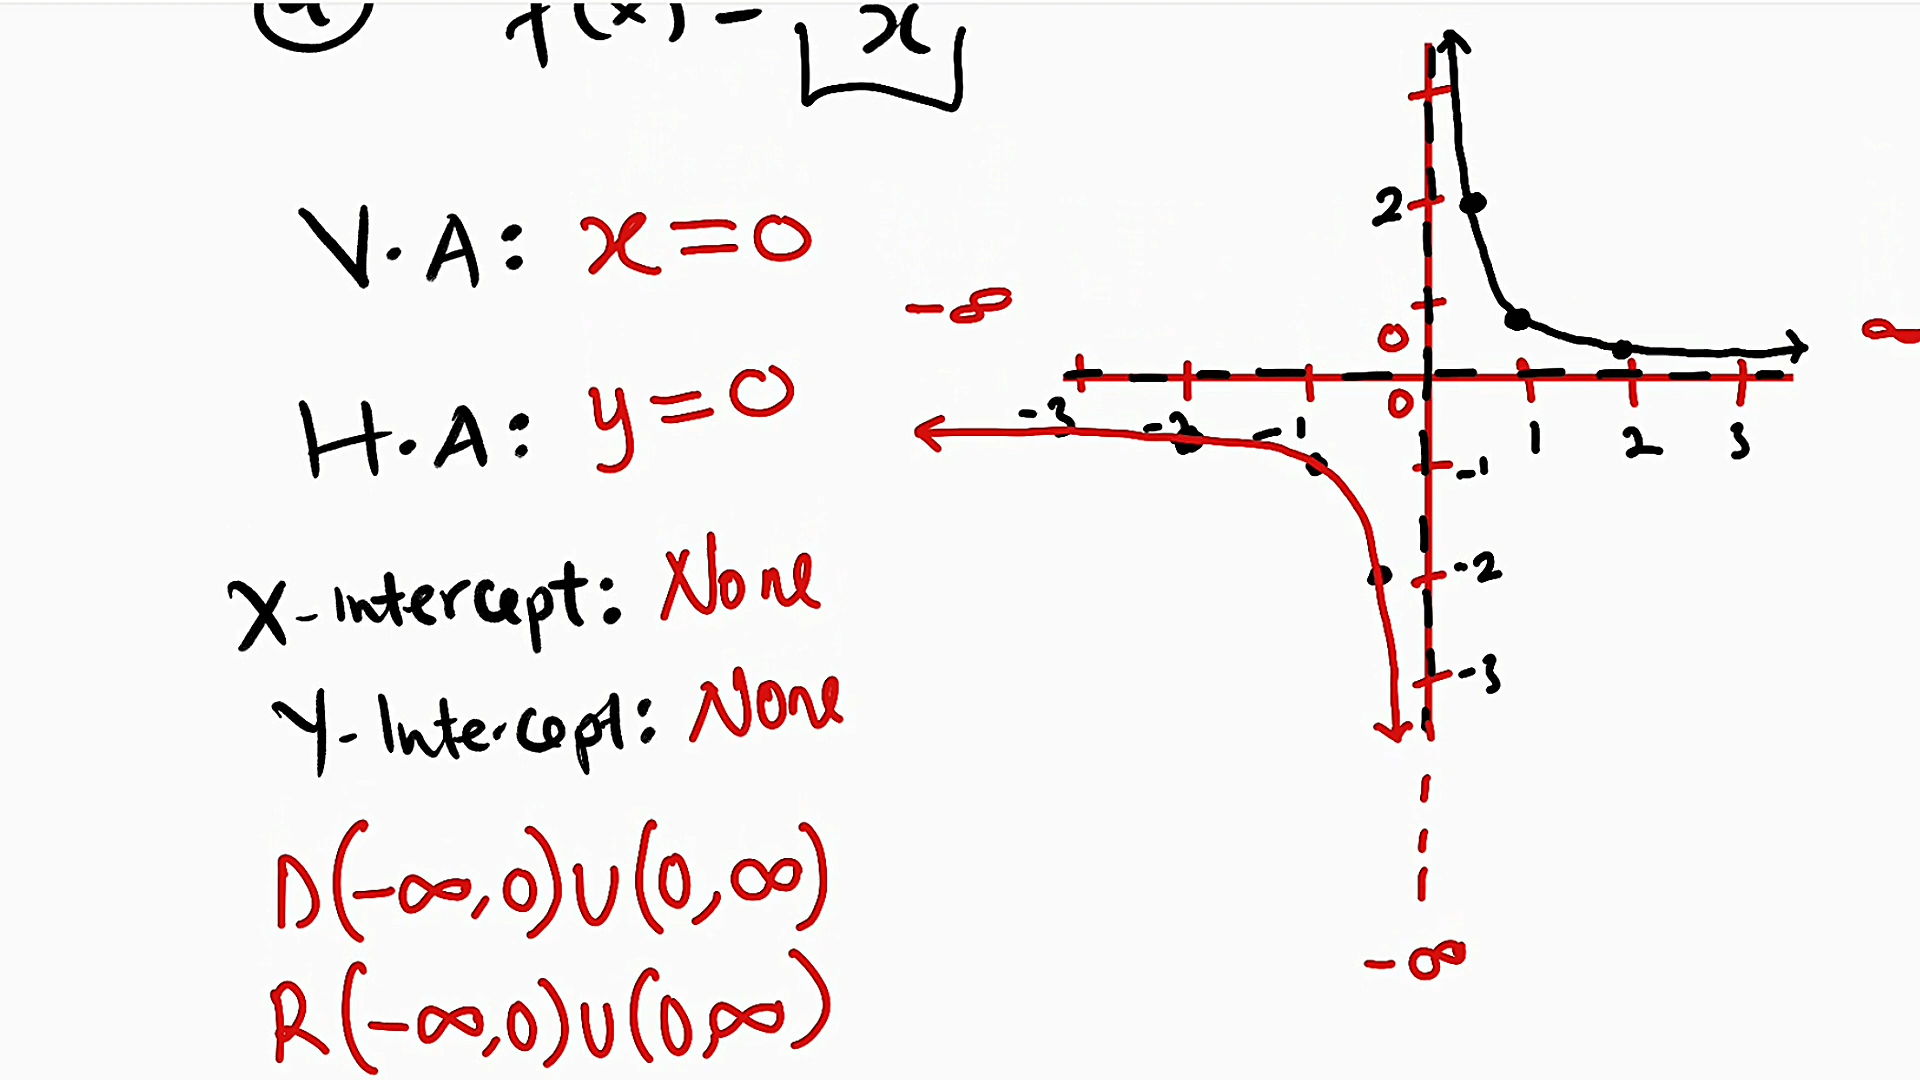 ④ f(x) = x
V.A: x=0
H.A: y=0
X-intercept: None
Y-Intercept: None
D(-∞,0)∪(0,∞)
R(-∞,0)∪(0,∞)
-∞
∞
2
0
0
-3 -2 -1
1 2 3
-1
-2
-3
-∞